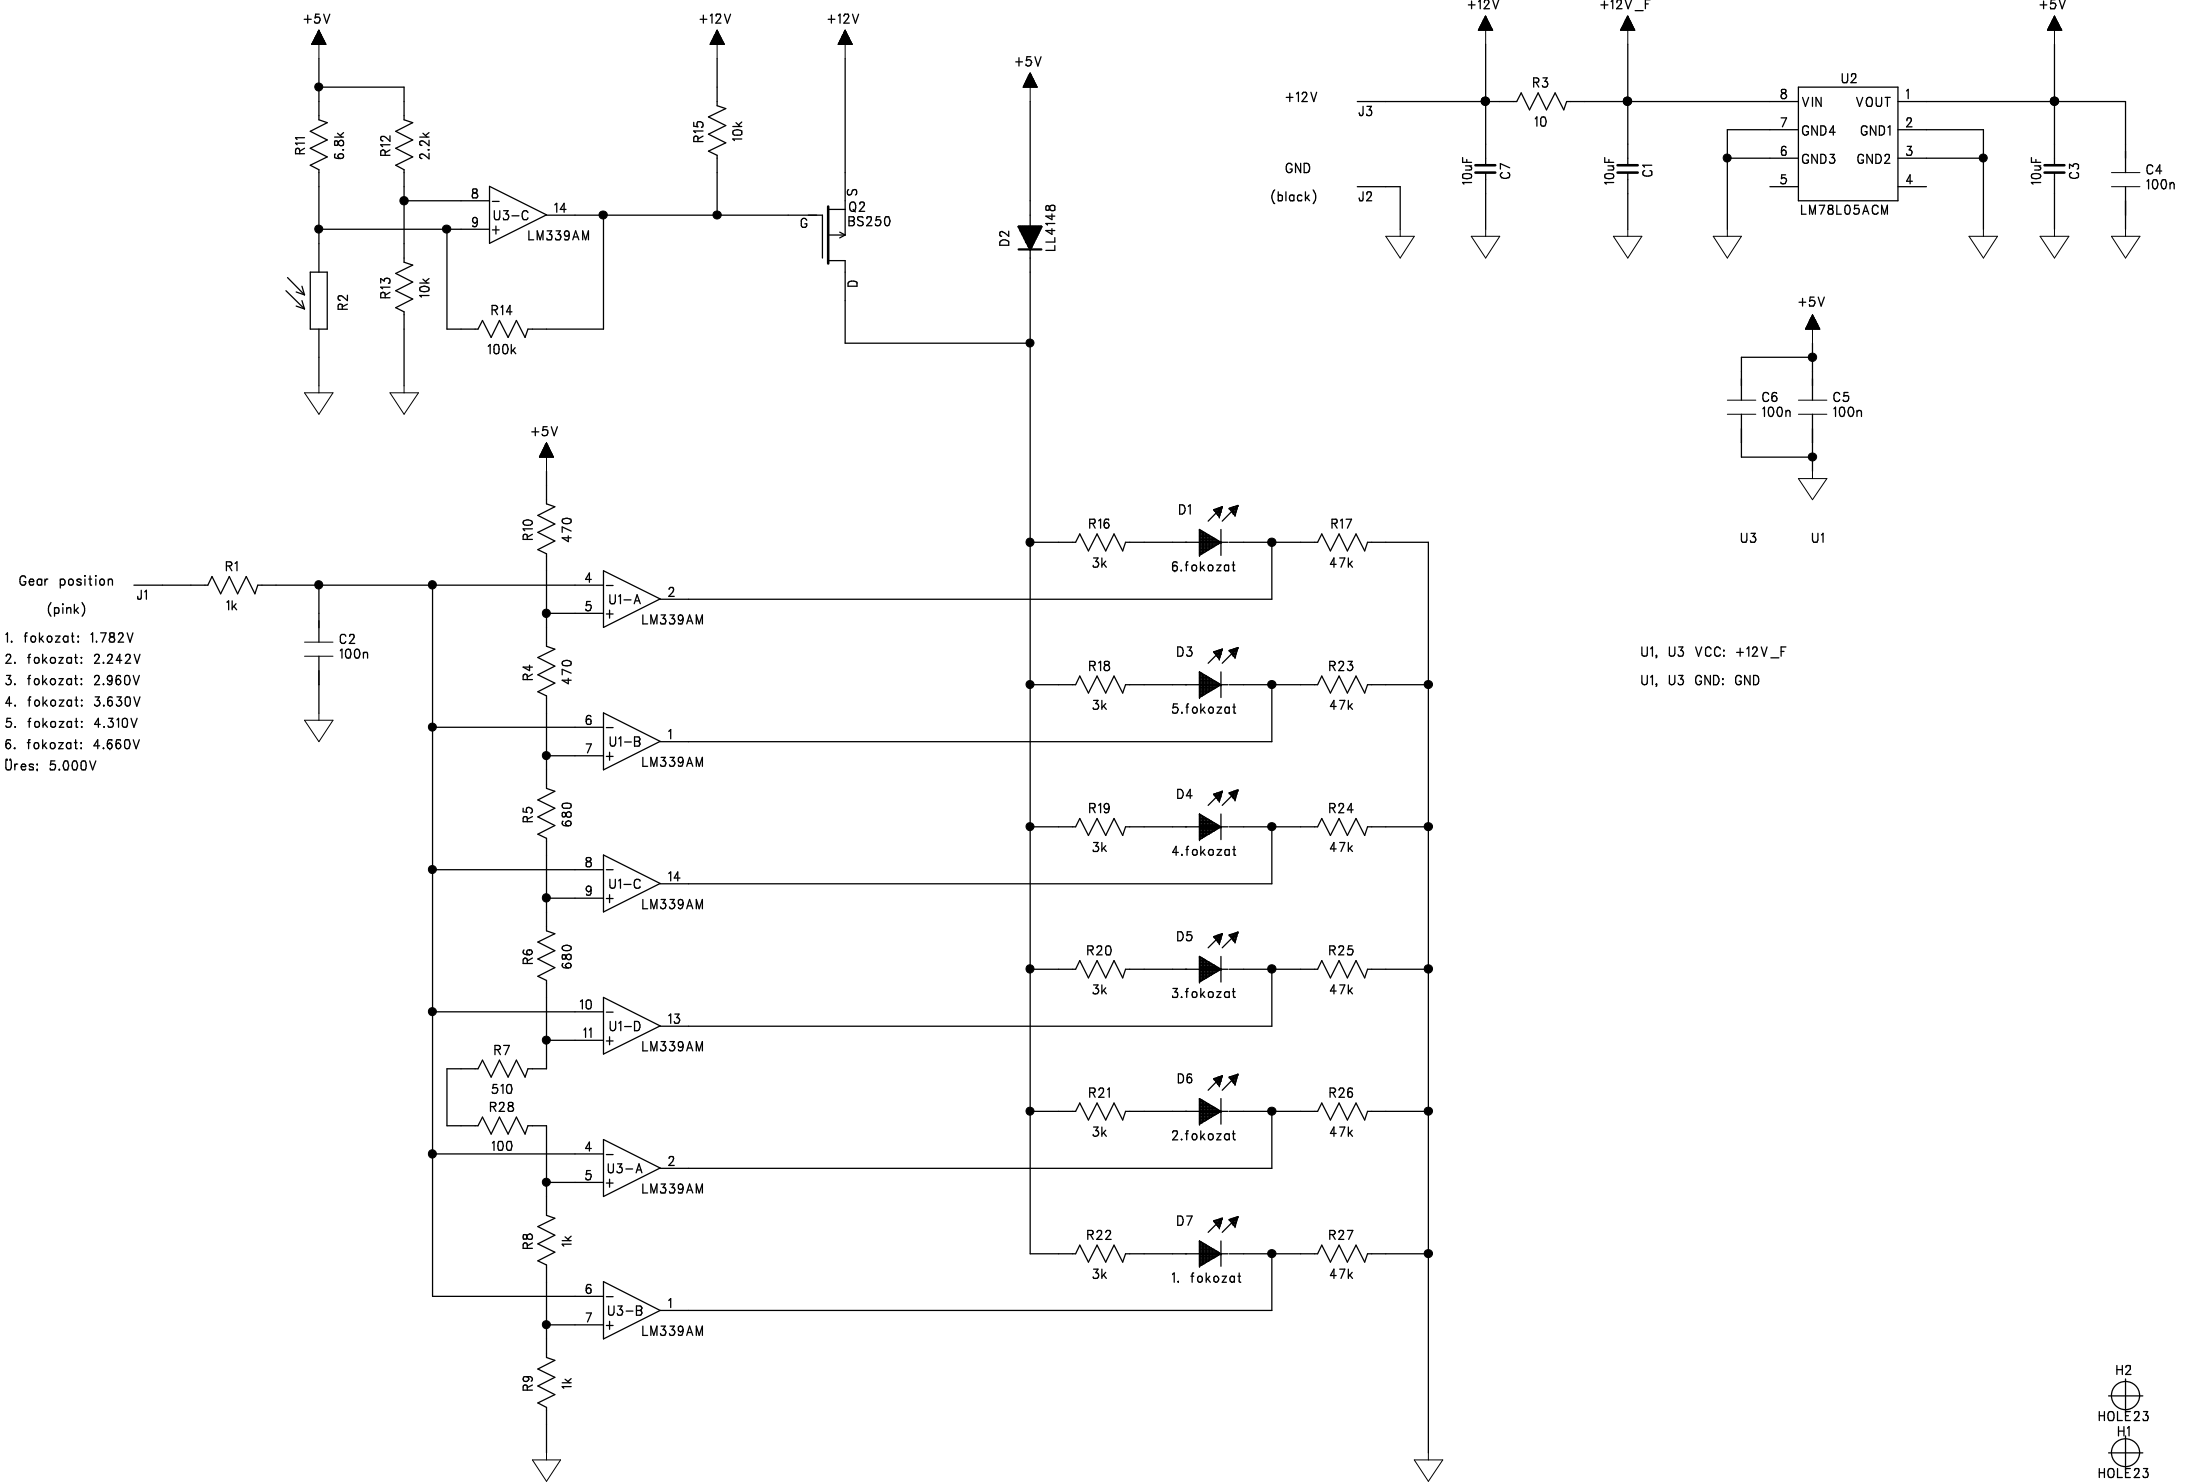 +5V
+12V
+12V
+5V
+12V
+12V_F
+5V
R11
6.8k
R12
2.2k
R15
10k
8
9
U3-C
14
LM339AM
G
S
Q2
BS250
D
R2
R13
10k
R14
100k
D2
LL4148
+12V
J3
R3
10
GND
(black)
J2
10uF
C7
10uF
C1
U2
8
VIN
VOUT
1
7
GND4
GND1
2
6
GND3
GND2
3
5
4
LM78L05ACM
10uF
C3
C4
100n
+5V
C6
100n
C5
100n
U3
U1
U1, U3 VCC: +12V_F
U1, U3 GND: GND
+5V
R10
470
Gear position
(pink)
J1
R1
1k
C2
100n
1. fokozat: 1.782V
2. fokozat: 2.242V
3. fokozat: 2.960V
4. fokozat: 3.630V
5. fokozat: 4.310V
6. fokozat: 4.660V
Üres: 5.000V
4
5
U1-A
2
LM339AM
R4
470
6
7
U1-B
1
LM339AM
R5
680
8
9
U1-C
14
LM339AM
R6
680
10
11
U1-D
13
LM339AM
R7
510
R28
100
4
5
U3-A
2
LM339AM
R8
1k
6
7
U3-B
1
LM339AM
R9
1k
R16
3k
D1
6.fokozat
R17
47k
R18
3k
D3
5.fokozat
R23
47k
R19
3k
D4
4.fokozat
R24
47k
R20
3k
D5
3.fokozat
R25
47k
R21
3k
D6
2.fokozat
R26
47k
R22
3k
D7
1. fokozat
R27
47k
H2
HOLE23
H1
HOLE23